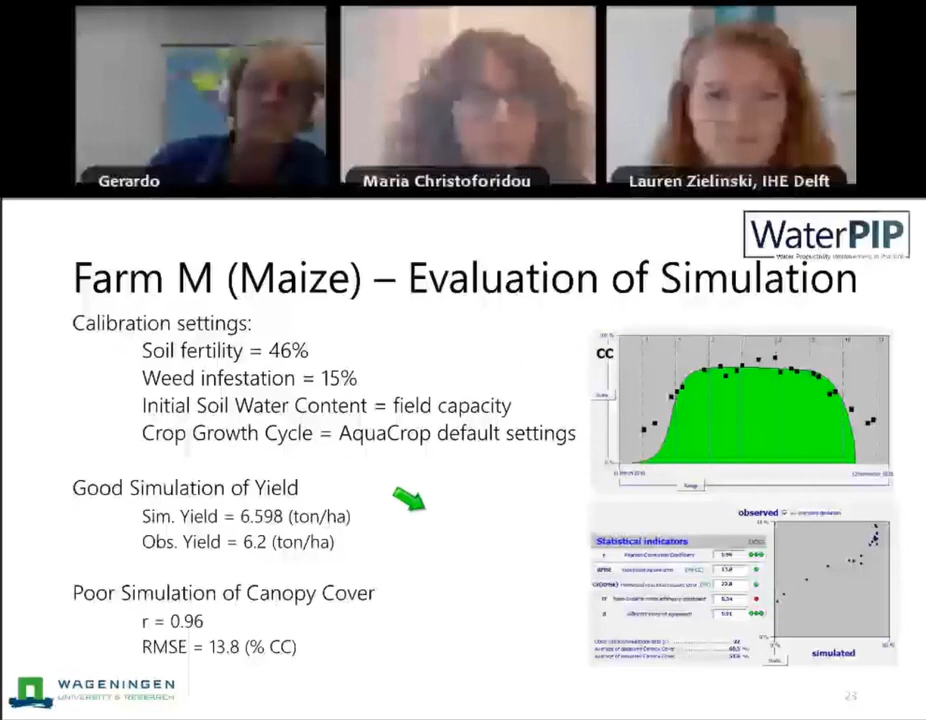 Gerardo
Maria Christoforidou
Lauren Zielinski, IHE Delft
WaterPIP
Farm M (Maize) – Evaluation of Simulation
Calibration settings:
Soil fertility = 46%
Weed infestation = 15%
Initial Soil Water Content = field capacity
Crop Growth Cycle = AquaCrop default settings
Good Simulation of Yield
Sim. Yield = 6.598 (ton/ha)
Obs. Yield = 6.2 (ton/ha)
Poor Simulation of Canopy Cover
r = 0.96
RMSE = 13.8 (% CC)
CC
observed
Statistical indicators
simulated
WAGENINGEN
UNIVERSITY & RESEARCH
23